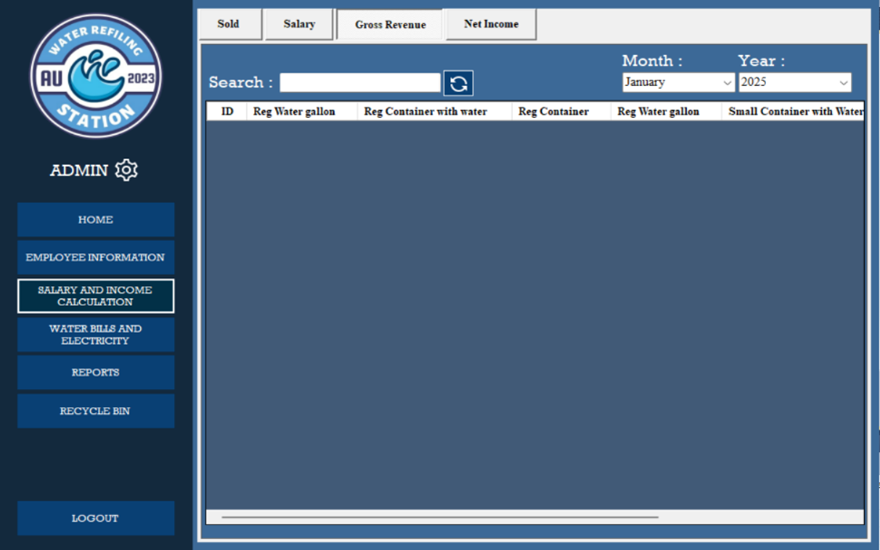 WATER REFILING
AU 2023
STATION
ADMIN
HOME
EMPLOYEE INFORMATION
SALARY AND INCOME
CALCULATION
WATER BILLS AND
ELECTRICITY
REPORTS
RECYCLE BIN
LOGOUT
Sold Salary Gross Revenue Net Income
Month : Year :
Search : January 2025
ID Reg Water gallon Reg Container with water Reg Container Reg Water gallon Small Container with Water